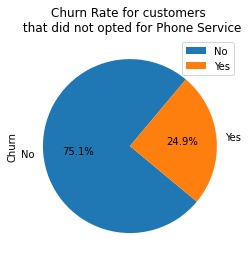 Churn Rate for customers
that did not opted for Phone Service
No
Yes
Churn
No
75.1%
24.9%
Yes